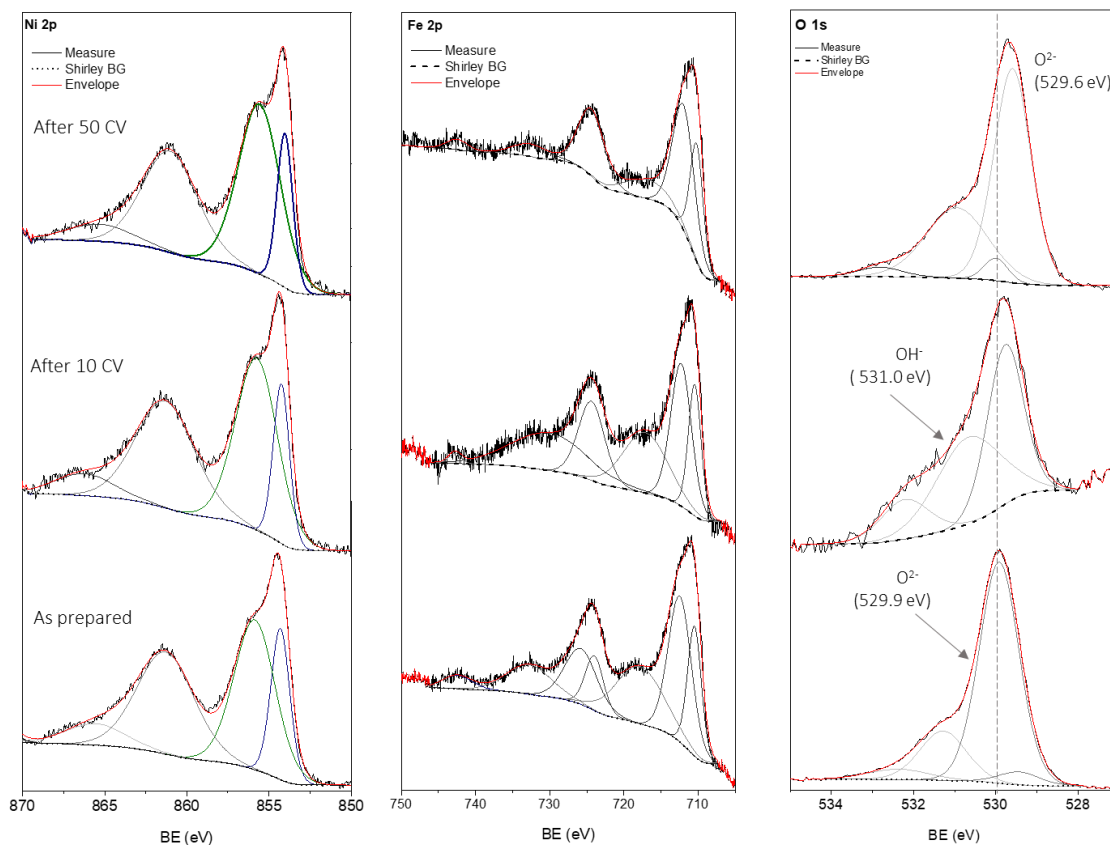 Ni 2p
Measure
Shirley BG
Envelope
After 50 CV
After 10 CV
As prepared
870 865 860 855 850
BE (eV)
Fe 2p
Measure
Shirley BG
Envelope
750 740 730 720 710
BE (eV)
O 1s
Measure
Shirley BG
Envelope
O²⁻
(529.6 eV)
OH⁻
( 531.0 eV)
O²⁻
(529.9 eV)
534 532 530 528
BE (eV)